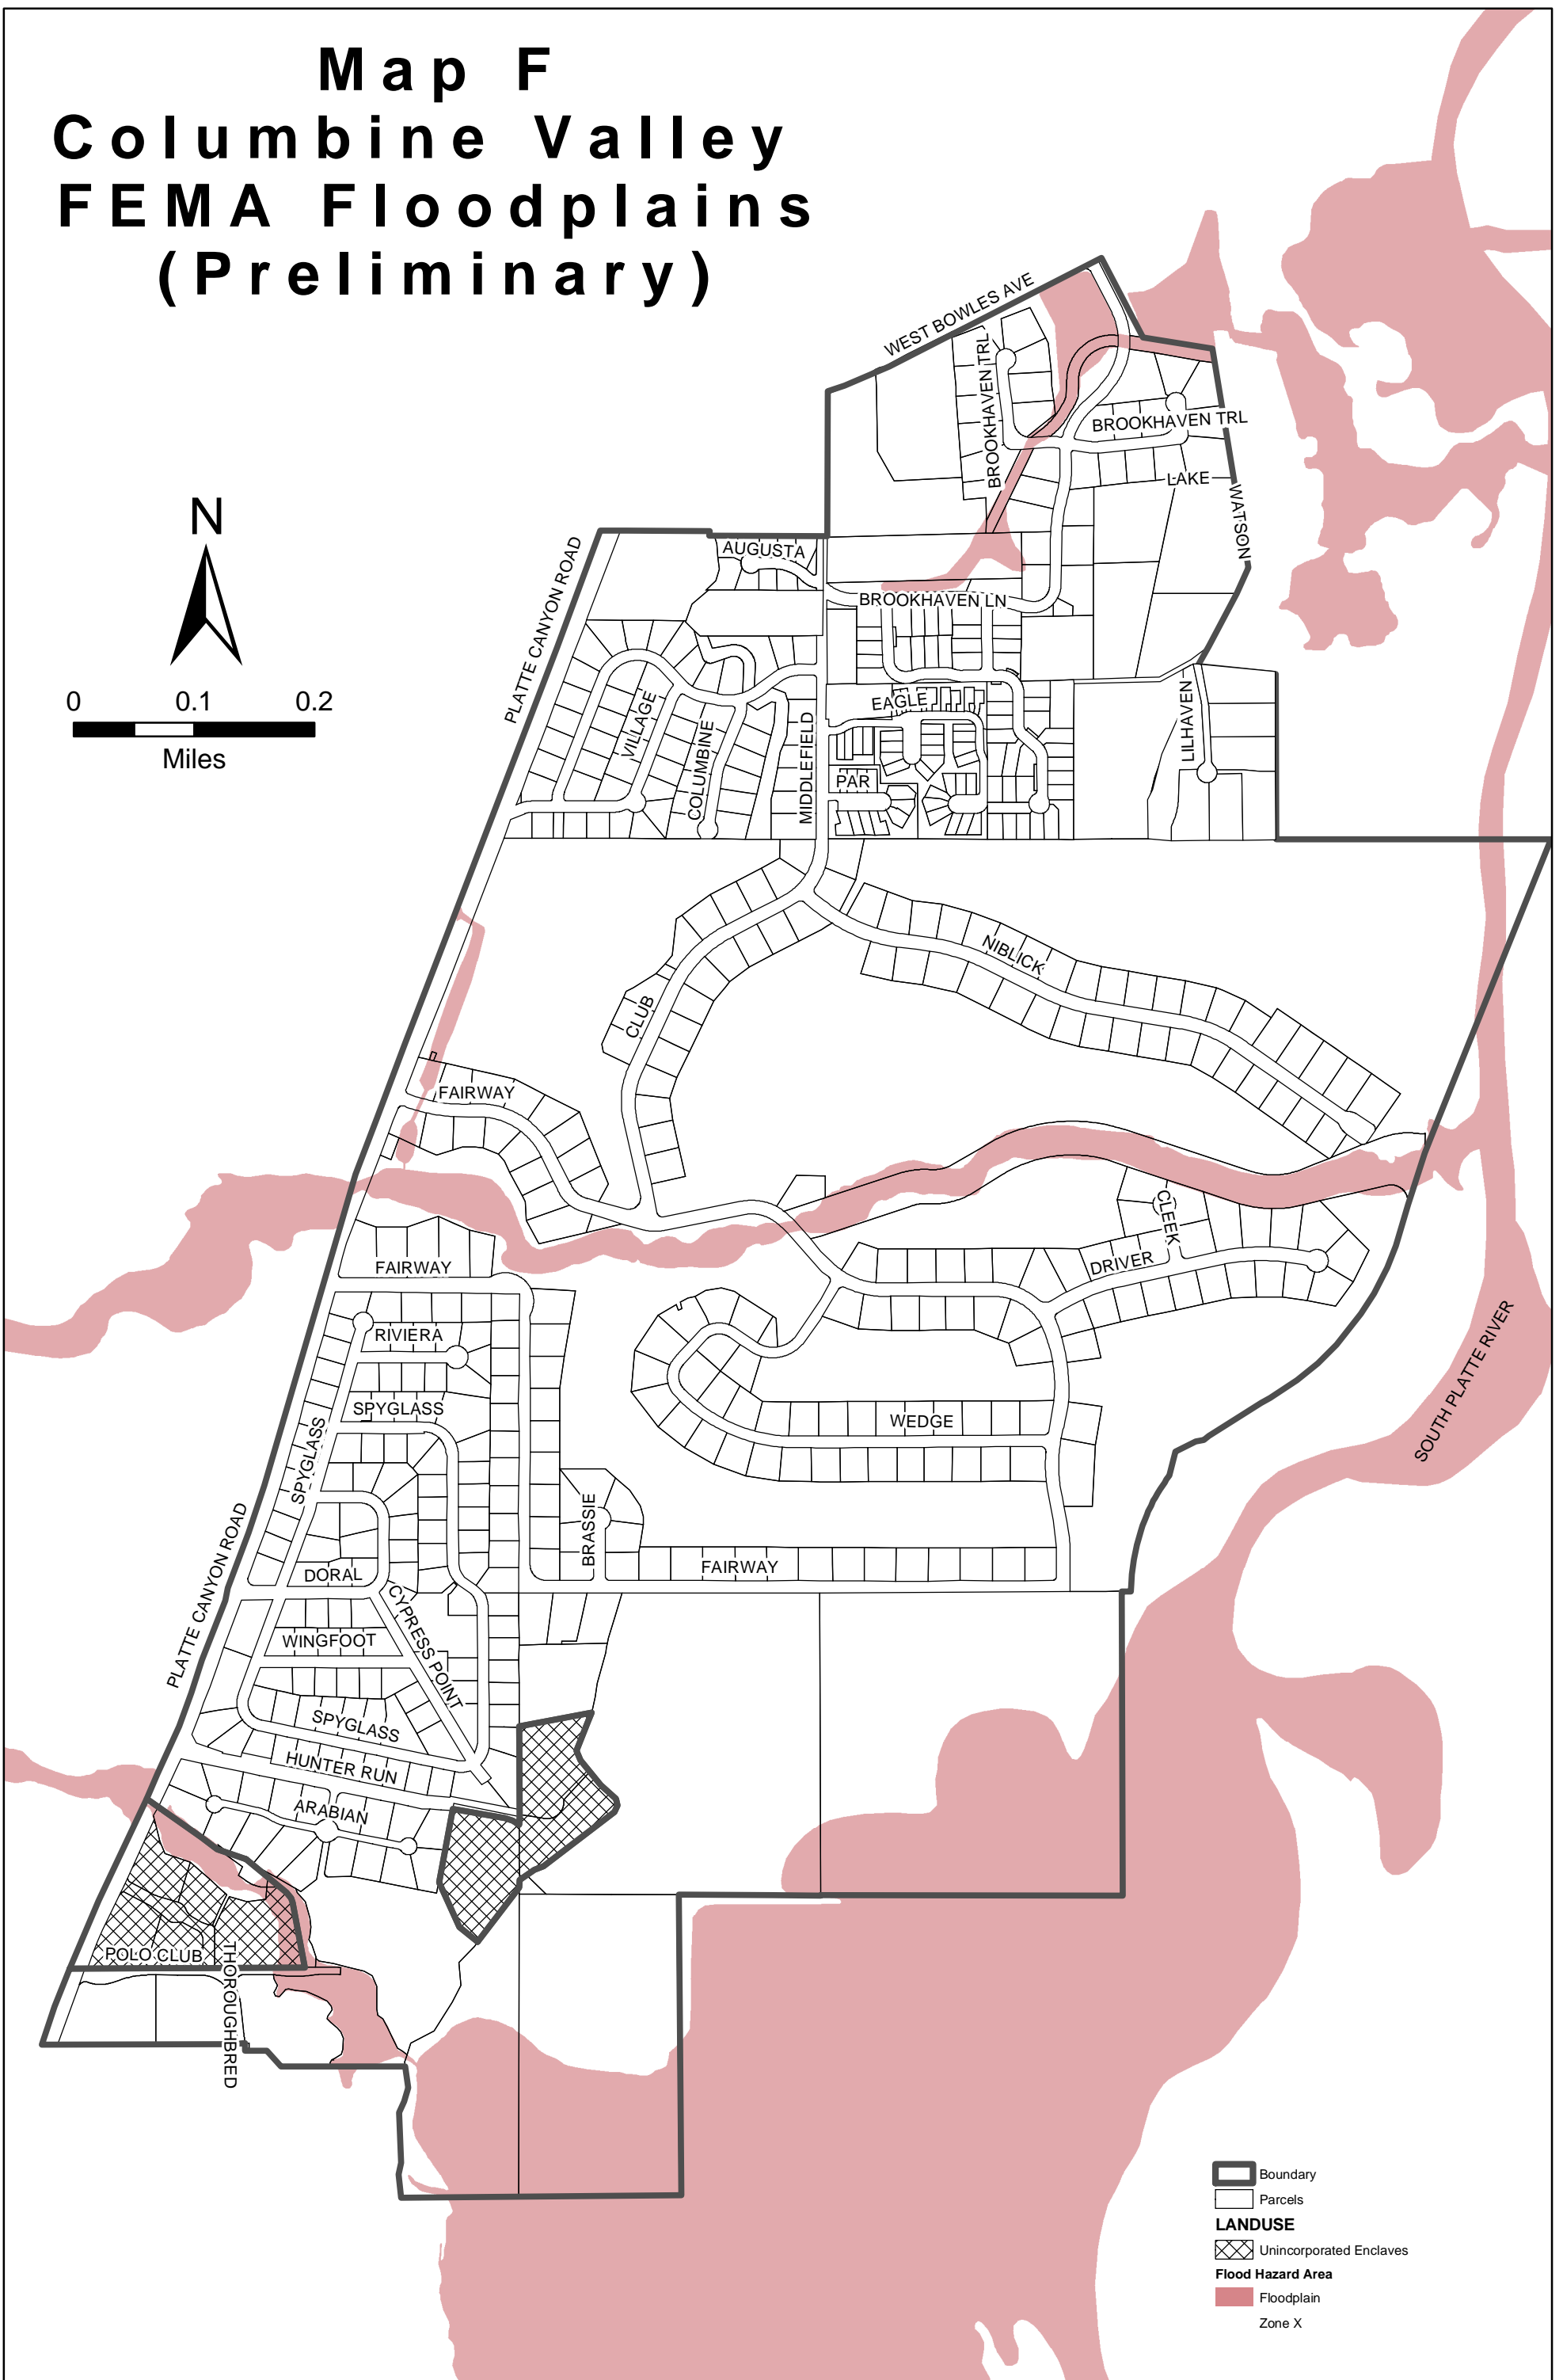 Map F
Columbine Valley
FEMA Floodplains
(Preliminary)
WEST BOWLES AVE
BROOKHAVEN TRL
BROOKHAVEN TRL
LAKE
WATSON
N
AUGUSTA
PLATTE CANYON ROAD
BROOKHAVEN LN
0 0.1 0.2
Miles
VILLAGE
COLUMBINE
MIDDLEFIELD
EAGLE
PAR
LILHAVEN
NIBLICK
CLUB
FAIRWAY
CLEEK
DRIVER
FAIRWAY
RIVIERA
SOUTH PLATTE RIVER
SPYGLASS
SPYGLASS
WEDGE
BRASSIE
FAIRWAY
PLATTE CANYON ROAD
DORAL
CYPRESS POINT
WINGFOOT
SPYGLASS
HUNTER RUN
ARABIAN
POLO CLUB
THOROUGHBRED
Boundary
Parcels
LANDUSE
Unincorporated Enclaves
Flood Hazard Area
Floodplain
Zone X